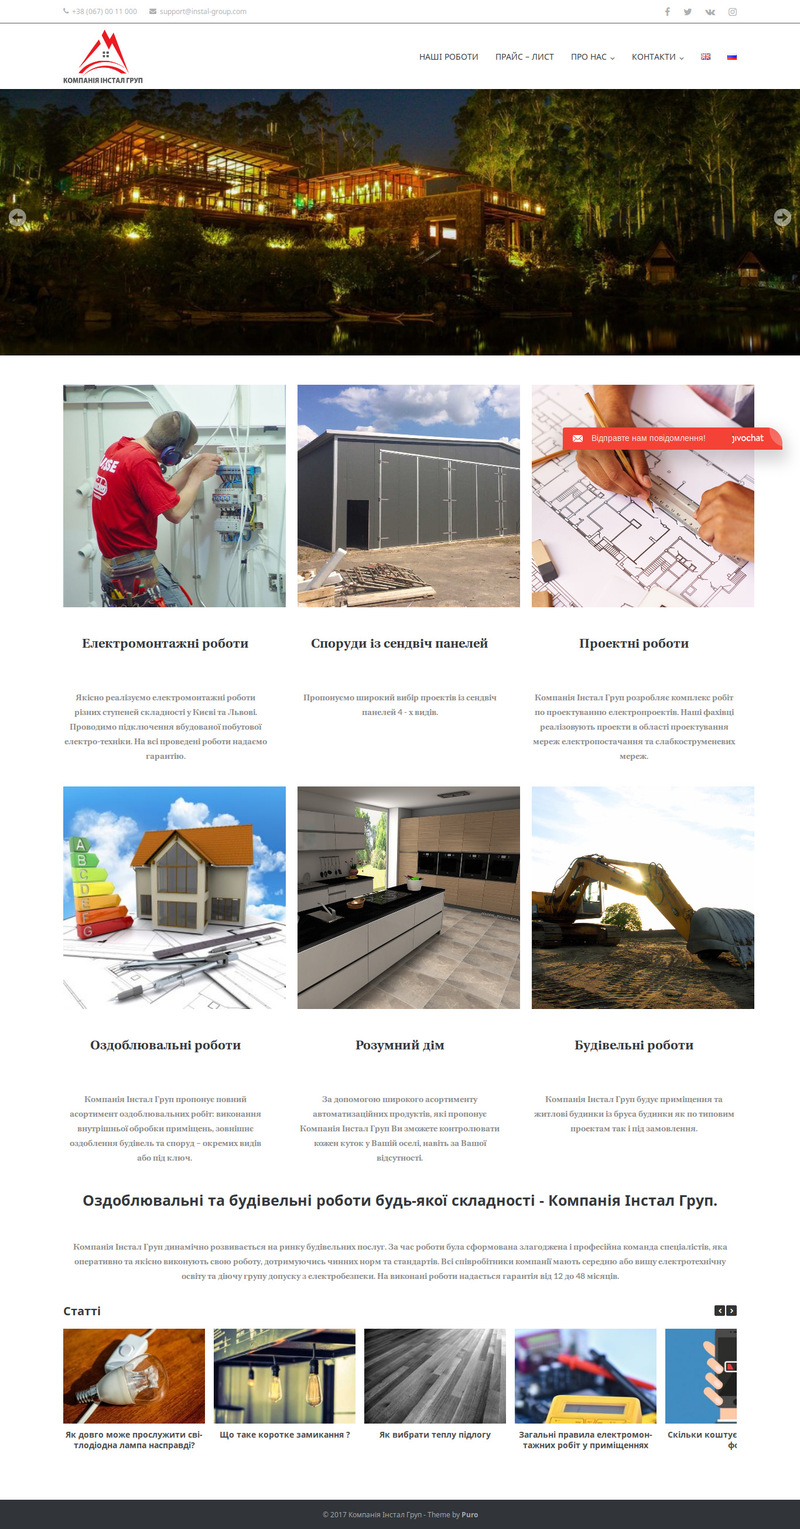 +38 (067) 00 11 000 support@instal-group.com
КОМПАНІЯ ІНСТАЛ ГРУП
НАШІ РОБОТИ ПРАЙС – ЛИСТ ПРО НАС КОНТАКТИ
Відправте нам повідомлення! jivochat
Електромонтажні роботи
Споруди із сендвіч панелей
Проектні роботи
Якісно реалізуємо електромонтажні роботи
різних ступеней складності у Києві та Львові.
Проводимо підключення вбудованої побутової
електро-техніки. На всі проведені роботи надаємо
гарантію.
Пропонуємо широкий вибір проектів із сендвіч
панелей 4 - х видів.
Компанія Інстал Груп розробляє комплекс робіт
по проектуванню електропроектів. Наші фахівці
реалізовують проекти в області проектування
мереж електропостачання та слабкоструменевих
мереж.
A
B
C
D
E
F
G
Оздоблювальні роботи
Розумний дім
Будівельні роботи
Компанія Інстал Груп пропонує повний
асортимент оздоблювальних робіт: виконання
внутрішньої обробки приміщень, зовнішнє
оздоблення будівель та споруд – окремих видів
або під ключ.
За допомогою широкого асортименту
автоматизаційних продуктів, які пропонує
Компанія Інстал Груп Ви зможете контролювати
кожен куток у Вашій оселі, навіть за Вашої
відсутності.
Компанія Інстал Груп будує приміщення та
житлові будинки із бруса будинки як по типовим
проектам так і під замовлення.
Оздоблювальні та будівельні роботи будь-якої складності - Компанія Інстал Груп.
Компанія Інстал Груп динамічно розвивається на ринку будівельних послуг. За час роботи була сформована злагоджена і професійна команда спеціалістів, яка
оперативно та якісно виконують свою роботу, дотримуючись чинних норм та стандартів. Всі співробітники компанії мають середню або вищу електротехнічну
освіту та діючу групу допуску з електробезпеки. На виконані роботи надається гарантія від 12 до 48 місяців.
Статті
Як довго може прослужити сві-
тлодіодна лампа насправді?
Що таке коротке замикання ?
Як вибрати теплу підлогу
Загальні правила електромон-
тажних робіт у приміщеннях
Скільки коштує
фо
© 2017 Компанія Інстал Груп - Theme by Puro